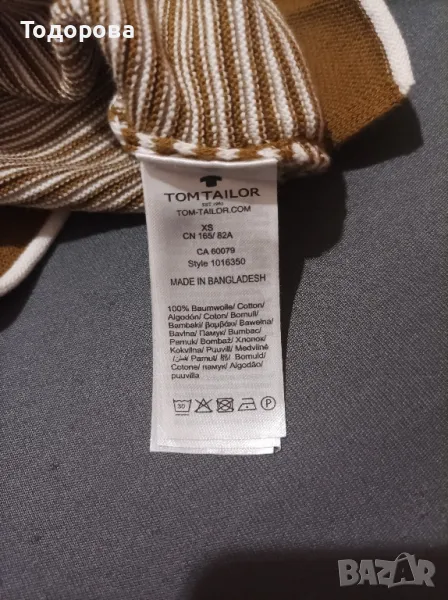 Тодорова
TOM TAILOR
EST. 1962
TOM-TAILOR.COM
XS
CN 165/ 82A
CA 60079
Style 1016350
MADE IN BANGLADESH
100% Baumwolle/ Cotton/
Algodón/ Coton/ Bomull/
Bambaki/ βαμβάκι/ Bawełna/
Bavlna/ Памук/ Bumbac/
Pamuk/ Bombaž/ Хлопок/
Kokvilna/ Puuvill/ Medvilnė
/ Pamut/ 棉/ Bomuld/
Cotone/ памук/ Algodão/
puuvilla
30
P
BAZAR